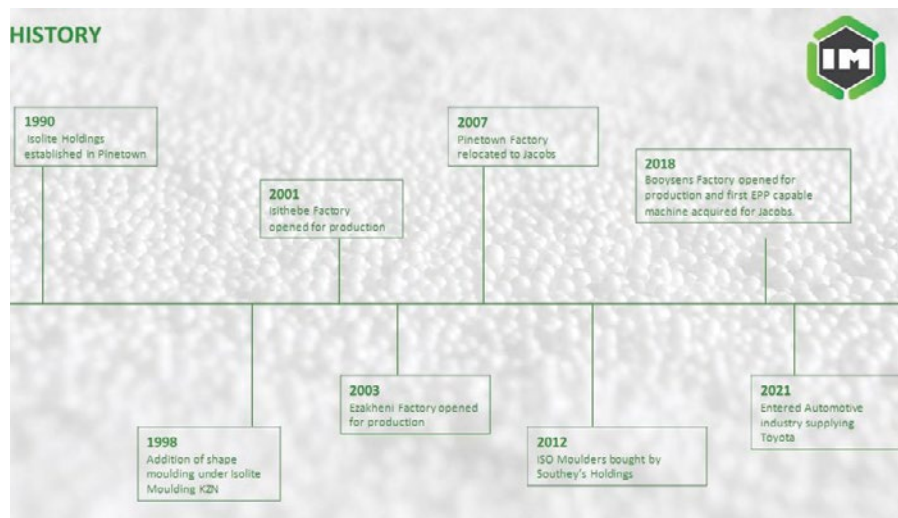 HISTORY
IM
1990
Isolite Holdings
established in Pinetown
2007
Pinetown Factory
relocated to Jacobs
2018
Booysens Factory opened for
production and first EPP capable
machine acquired for Jacobs.
2001
Isithebe Factory
opened for production
2003
Ezakheni Factory opened
for production
2021
Entered Automotive
industry supplying
Toyota
1998
Addition of shape
moulding under Isolite
Moulding KZN
2012
ISO Moulders bought by
Southey's Holdings